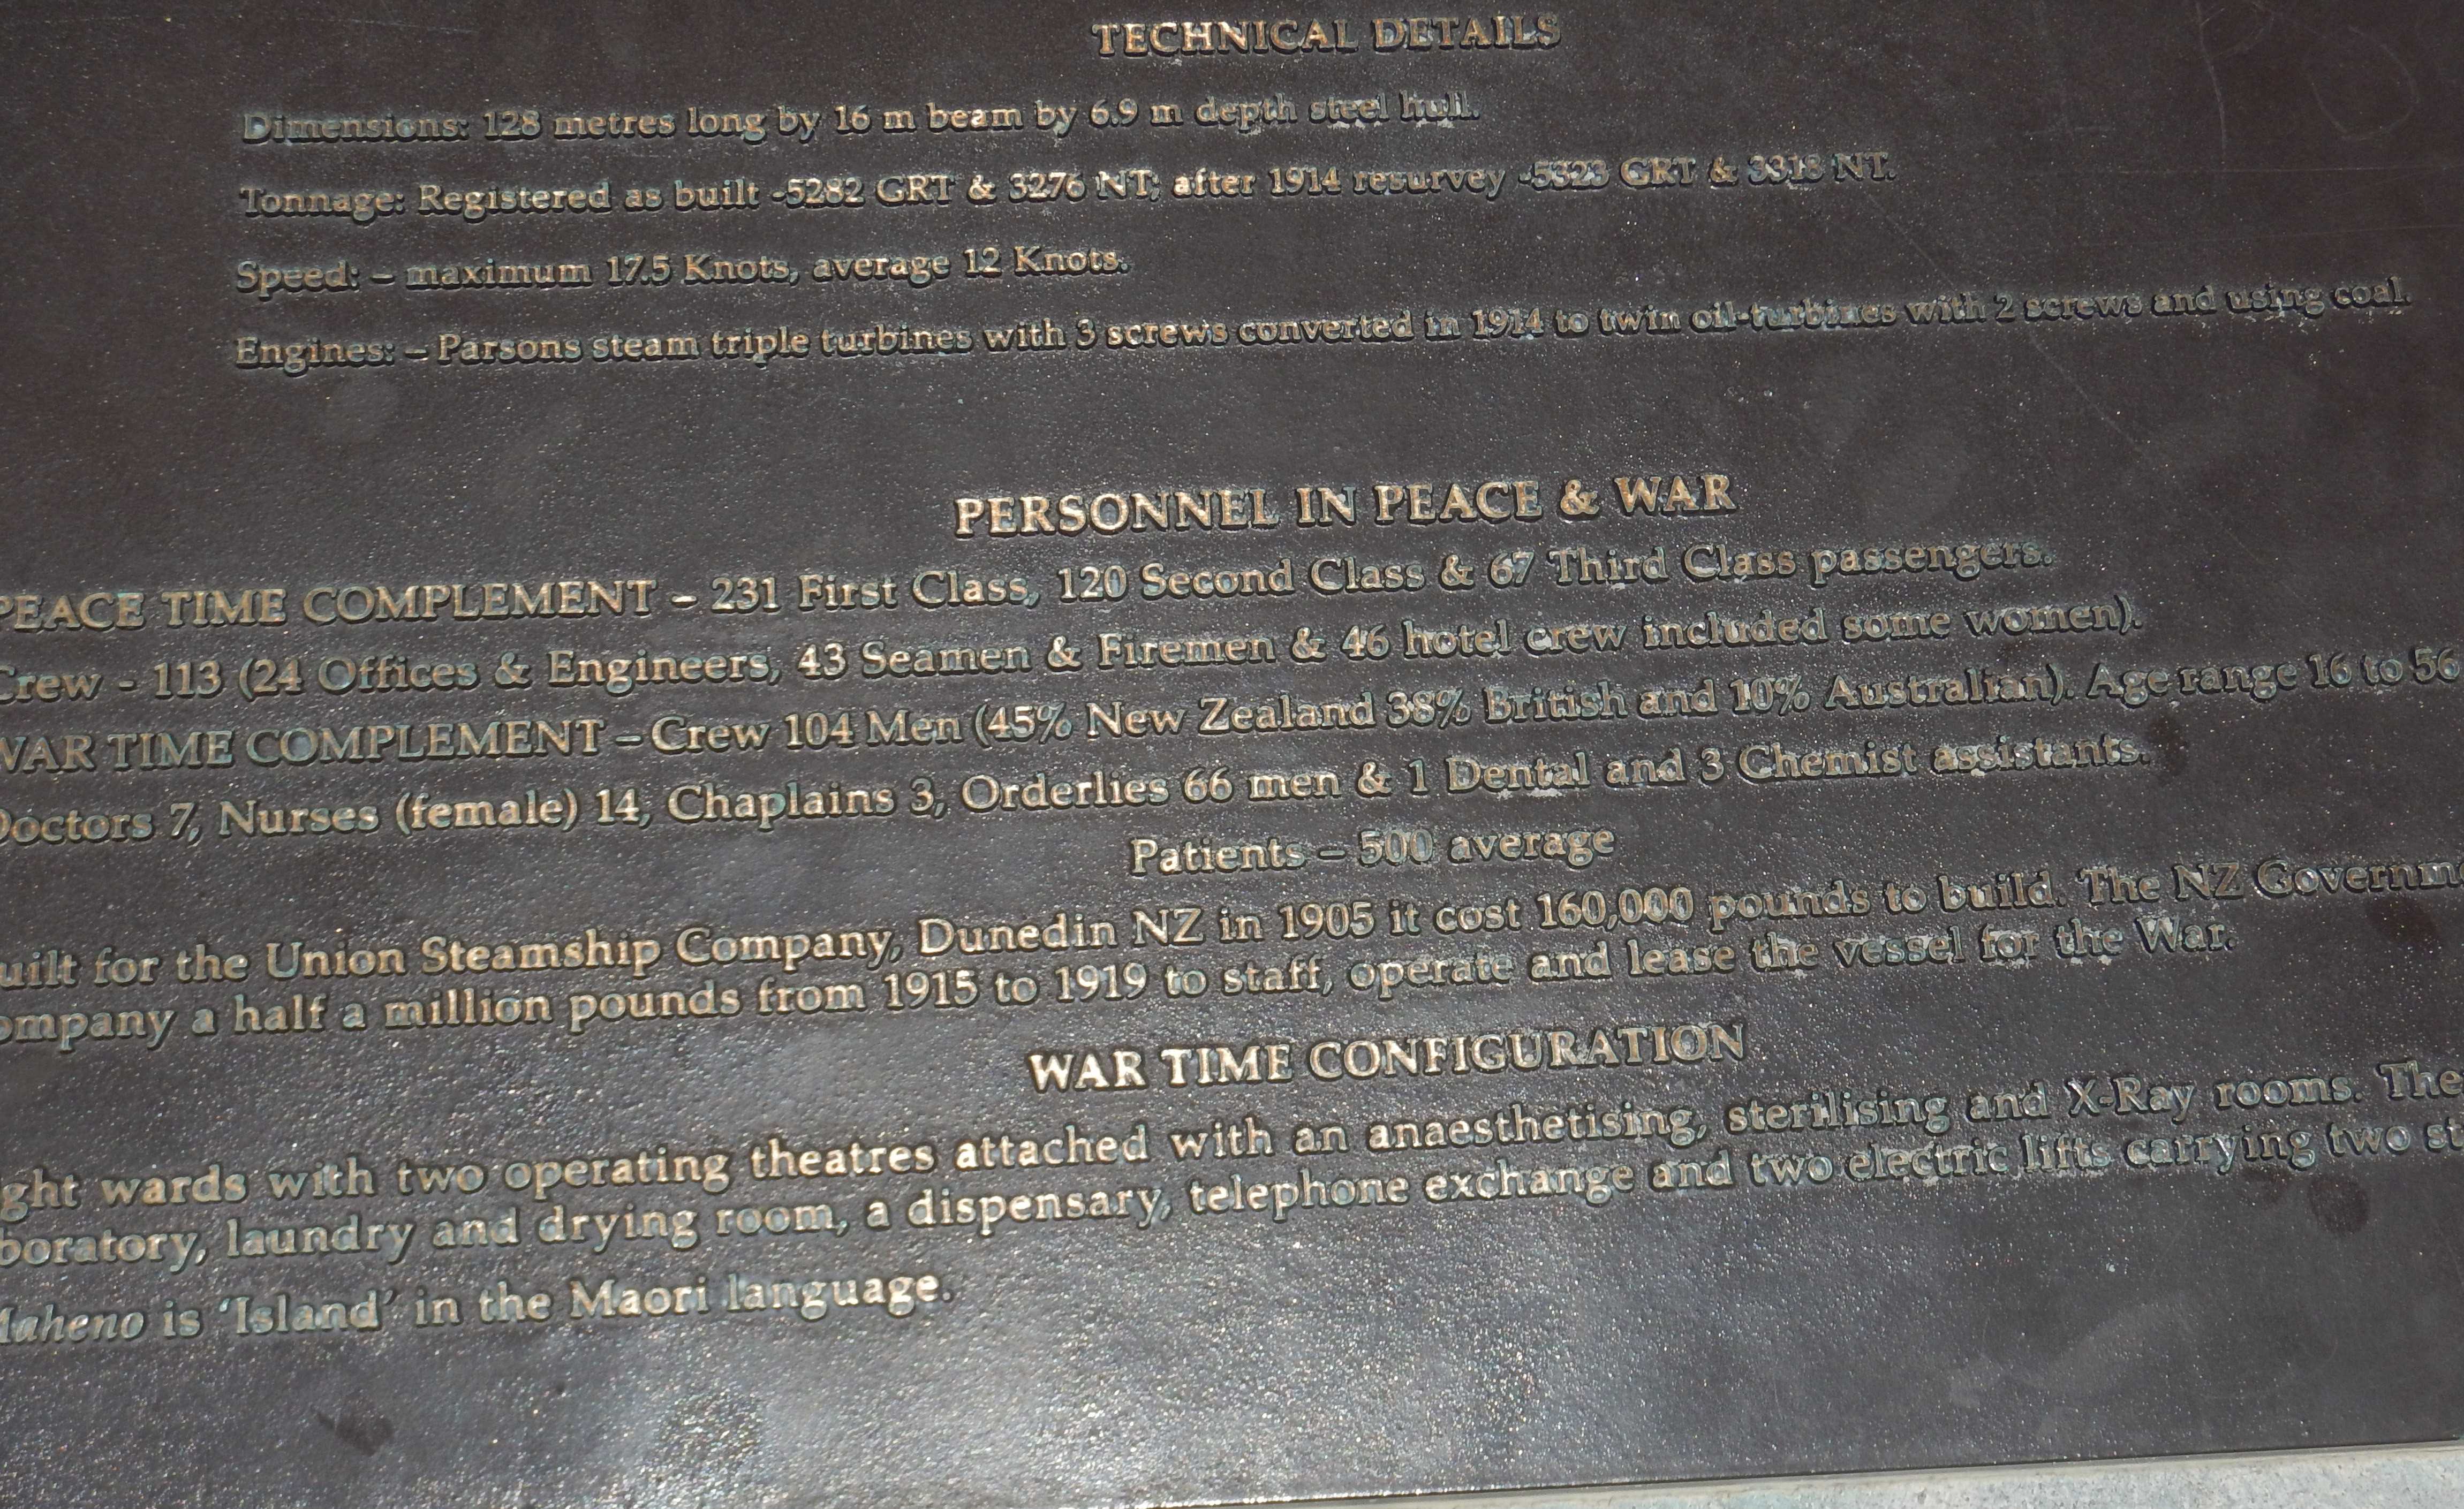 TECHNICAL DETAILS
Dimensions: 128 metres long by 16 m beam by 6.9 m depth steel hull.
Tonnage: Registered as built -5282 GRT & 3276 NT; after 1914 resurvey -5323 GRT & 3318 NT.
Speed: – maximum 17.5 Knots, average 12 Knots.
Engines: – Parsons steam triple turbines with 3 screws converted in 1914 to twin oil-turbines with 2 screws and using coal.
PERSONNEL IN PEACE & WAR
PEACE TIME COMPLEMENT – 231 First Class, 120 Second Class & 67 Third Class passengers.
Crew - 113 (24 Offices & Engineers, 43 Seamen & Firemen & 46 hotel crew included some women).
WAR TIME COMPLEMENT – Crew 104 Men (45% New Zealand 38% British and 10% Australian). Age range 16 to 56
Doctors 7, Nurses (female) 14, Chaplains 3, Orderlies 66 men & 1 Dental and 3 Chemist assistants.
Patients – 500 average
uilt for the Union Steamship Company, Dunedin NZ in 1905 it cost 160,000 pounds to build. The NZ Governm
ompany a half a million pounds from 1915 to 1919 to staff, operate and lease the vessel for the War.
WAR TIME CONFIGURATION
ght wards with two operating theatres attached with an anaesthetising, sterilising and X-Ray rooms. The
boratory, laundry and drying room, a dispensary, telephone exchange and two electric lifts carrying two st
Maheno is ‘Island’ in the Maori language.